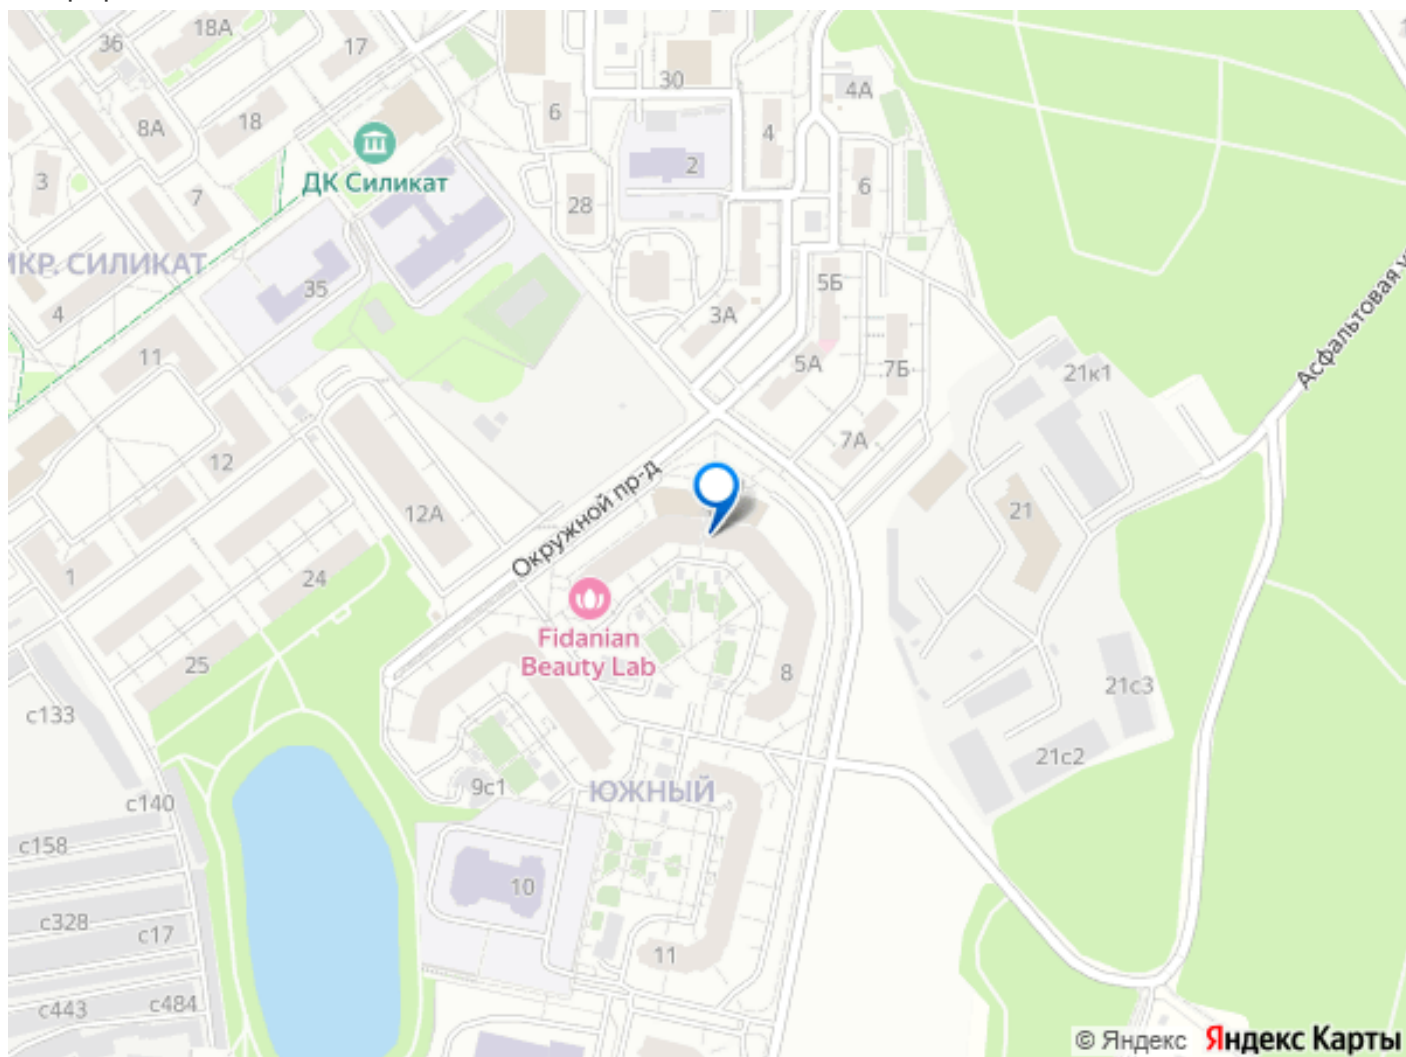 18А
36
17
30
4А
8А
18
6
4
2
ДК Силикат
3
7
28
6
МКР. СИЛИКАТ
35
5Б
4
3А
11
5А
7Б
21к1
Асфальтовая у
7А
12
Окружной пр-д
12А
21
1
24
Fidanian
Beauty Lab
25
8
21с3
с133
21с2
9с1
ЮЖНЫЙ
с140
с158
10
с328
с17
11
с443
с484
© Яндекс
Яндекс Карты